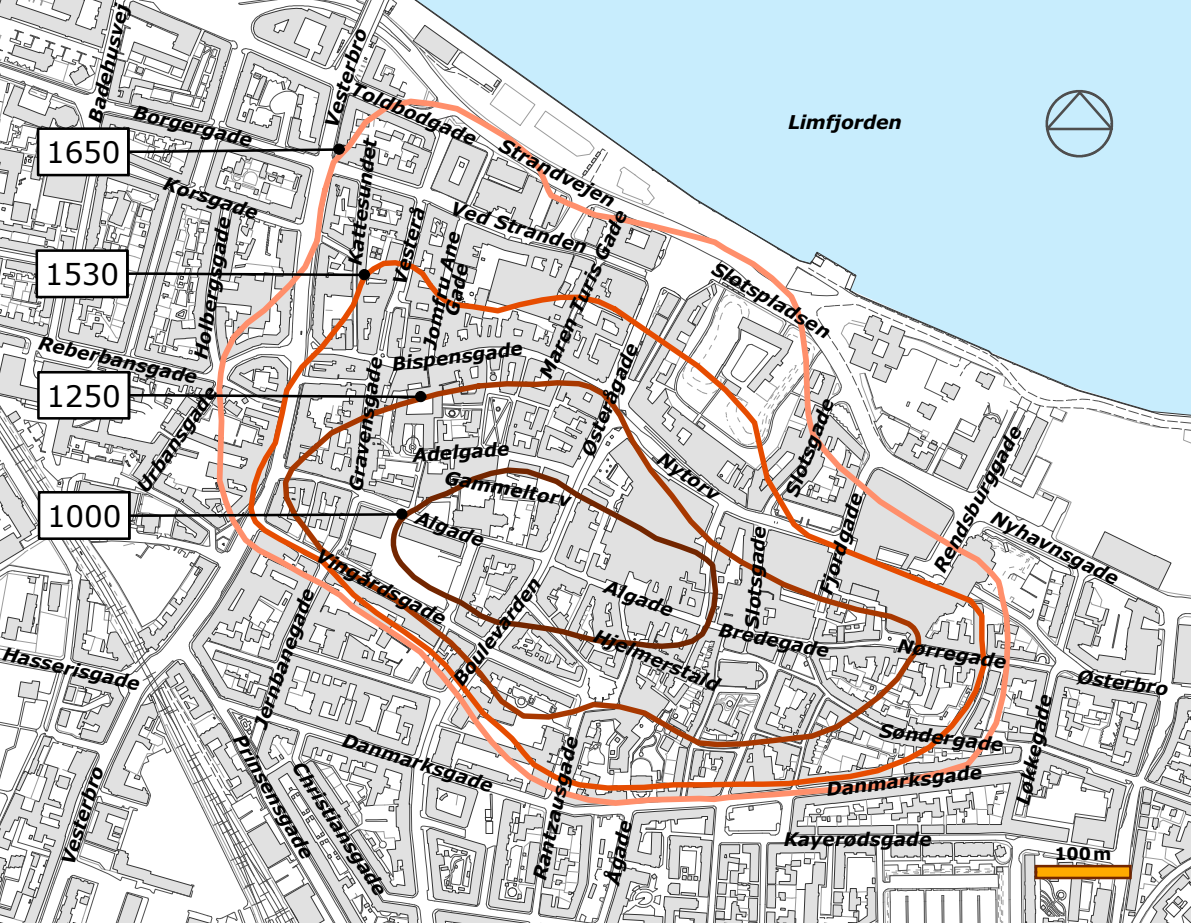 Badehusvej
Vesterbro
Toldbodgade
Borgergade
Limfjorden
1650
Strandvejen
Kattesundet
Korsgade
Ved Stranden
Vesterå
Maren Turis Gade
Holbergsgade
1530
Jomfru Ane
Gade
Slotspladsen
Reberbansgade
Bispensgade
1250
Gravensgade
Østerågade
Urbansgade
Adelgade
Nytorv
Slotsgade
Rendsburggade
Gammeltorv
1000
Algade
Fjordgade
Nyhavnsgade
Vingårdsgade
Algade
Slotsgade
Boulevarden
Hjelmerstald
Bredegade
Nørregade
Jernbanegade
Hasserisgade
Østerbro
Søndergade
Løkkegade
Danmarksgade
Prinsensgade
Christiansgade
Danmarksgade
Vesterbro
Rantzausgade
Ågade
Kayerødsgade
100 m